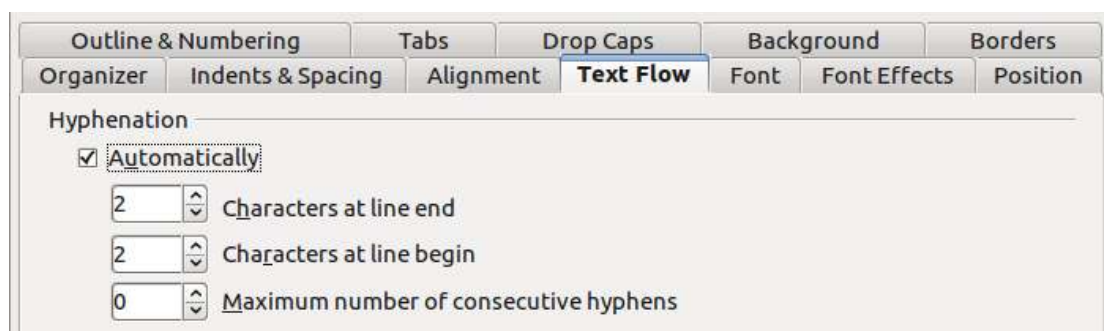 Outline & Numbering Tabs Drop Caps Background Borders
Organizer Indents & Spacing Alignment Text Flow Font Font Effects Position
Hyphenation
Automatically
2 Characters at line end
2 Characters at line begin
0 Maximum number of consecutive hyphens